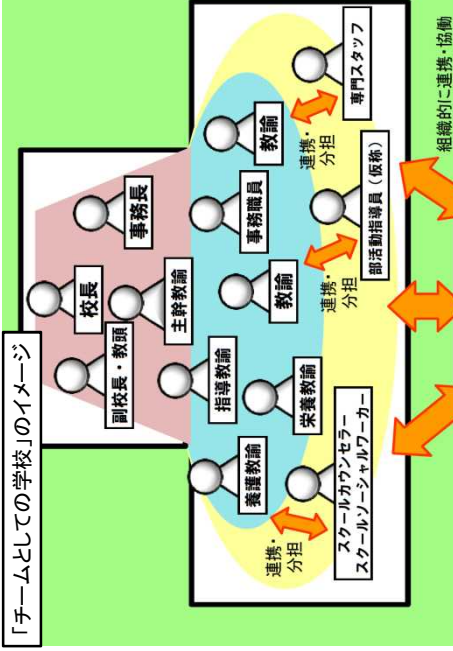 「チームとしての学校」のイメージ
校長
副校長・教頭
事務長
主幹教諭
指導教諭
事務職員
教諭
養護教諭
栄養教諭
教諭
連携・
分担
スクールカウンセラー
スクールソーシャルワーカー
連携・
分担
部活動指導員(仮称)
連携・
分担
専門スタッフ
組織的に連携・協働